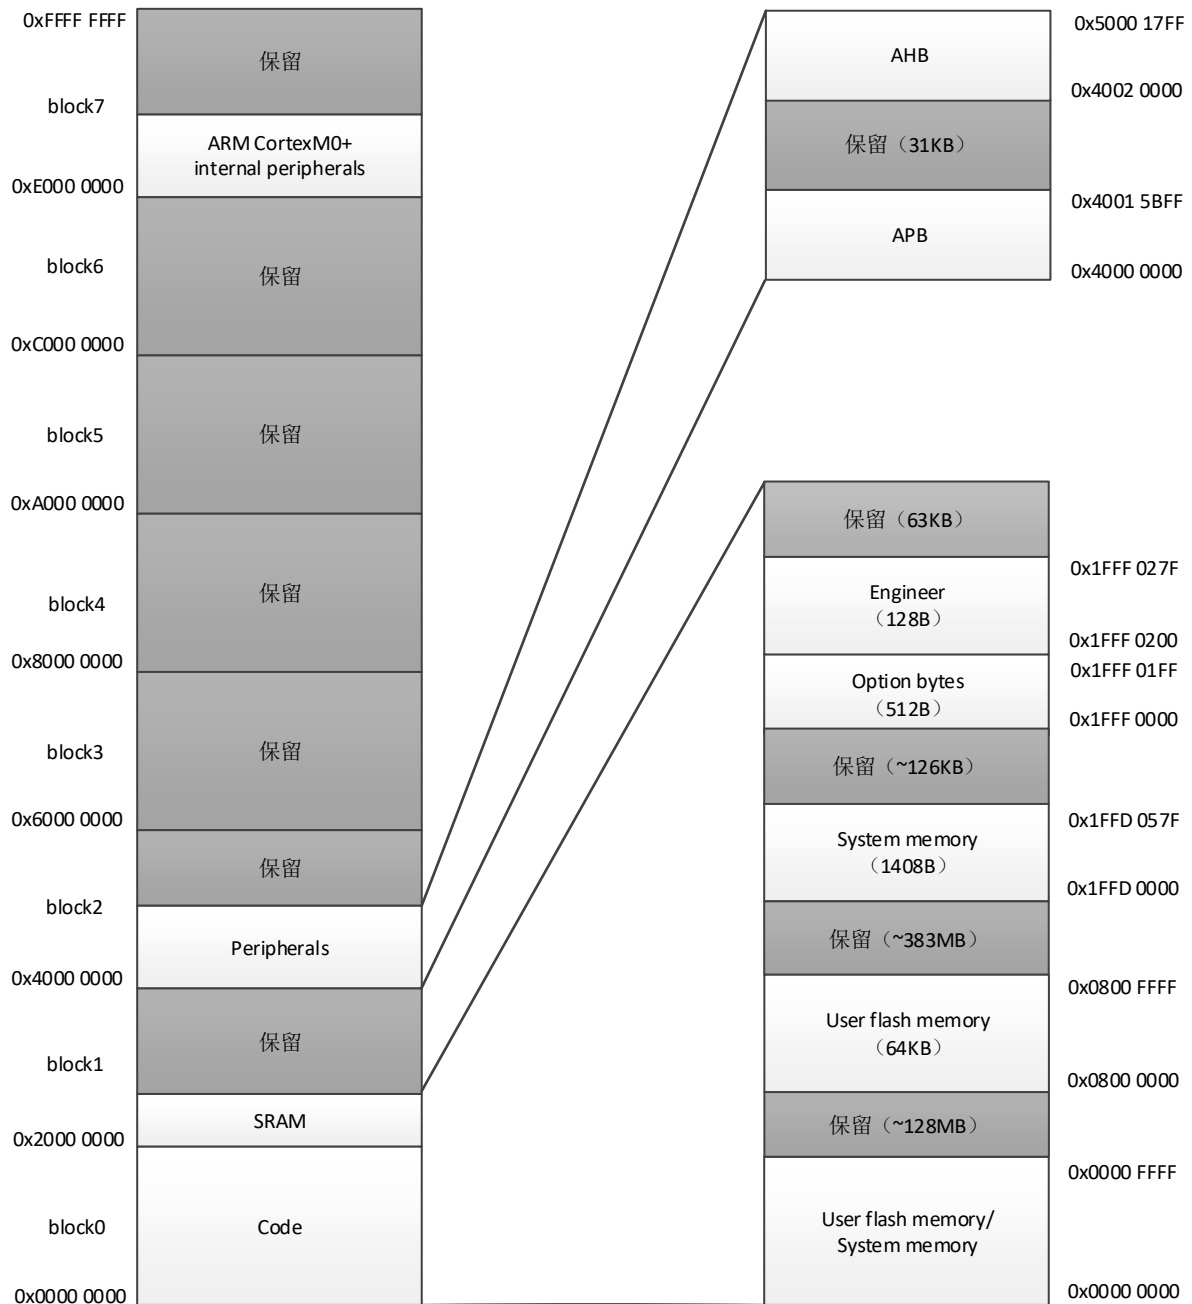 0xFFFF FFFF
保留
block7
ARM CortexM0+
internal peripherals
0xE000 0000
block6
保留
0xC000 0000
block5
保留
0xA000 0000
block4
保留
0x8000 0000
block3
保留
0x6000 0000
保留
block2
Peripherals
0x4000 0000
保留
block1
SRAM
0x2000 0000
block0
Code
0x0000 0000
0x5000 17FF
AHB
0x4002 0000
保留（31KB）
0x4001 5BFF
APB
0x4000 0000
保留（63KB）
0x1FFF 027F
Engineer
（128B）
0x1FFF 0200
0x1FFF 01FF
Option bytes
（512B）
0x1FFF 0000
保留（~126KB）
0x1FFD 057F
System memory
（1408B）
0x1FFD 0000
保留（~383MB）
0x0800 FFFF
User flash memory
（64KB）
0x0800 0000
保留（~128MB）
0x0000 FFFF
User flash memory/
System memory
0x0000 0000